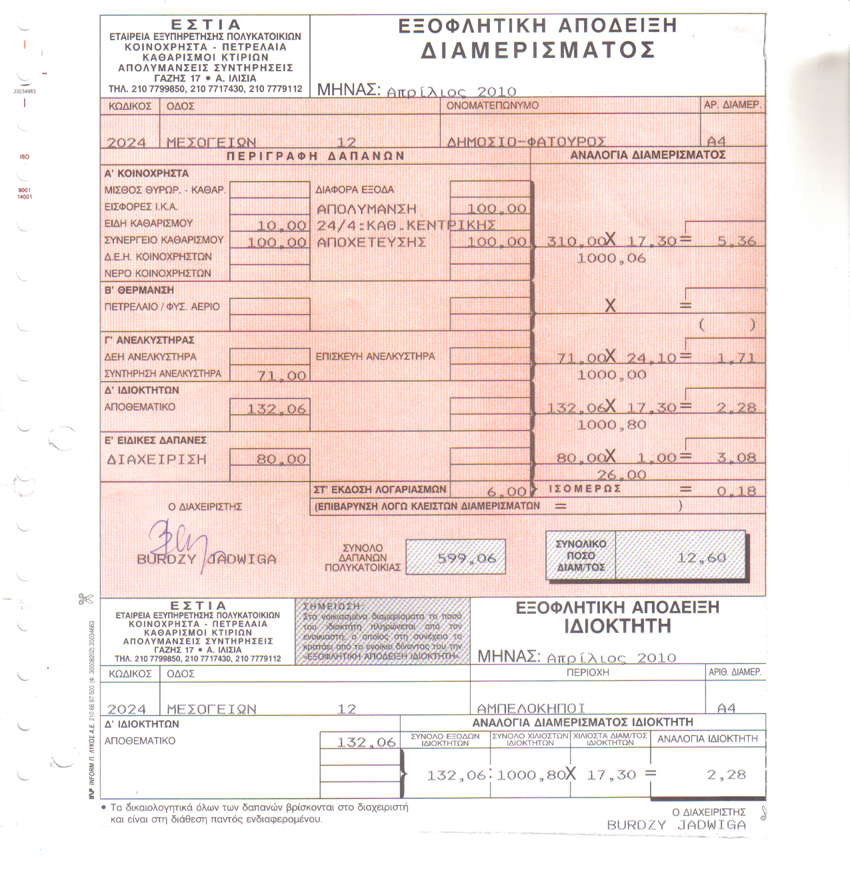 ΕΣΤΙΑ
ΕΤΑΙΡΕΙΑ ΕΞΥΠΗΡΕΤΗΣΗΣ ΠΟΛΥΚΑΤΟΙΚΙΩΝ
ΚΟΙΝΟΧΡΗΣΤΑ - ΠΕΤΡΕΛΑΙΑ
ΚΑΘΑΡΙΣΜΟΙ ΚΤΙΡΙΩΝ
ΑΠΟΛΥΜΑΝΣΕΙΣ ΣΥΝΤΗΡΗΣΕΙΣ
ΓΑΖΗΣ 17 • Α. ΙΛΙΣΙΑ
ΤΗΛ. 210 7799850, 210 7717430, 210 7779112
ΕΞΟΦΛΗΤΙΚΗ ΑΠΟΔΕΙΞΗ
ΔΙΑΜΕΡΙΣΜΑΤΟΣ
ΜΗΝΑΣ: Απρίλιος 2010
20034663
ISO
9001
14001
ΚΩΔΙΚΟΣ ΟΔΟΣ ΟΝΟΜΑΤΕΠΩΝΥΜΟ ΑΡ. ΔΙΑΜΕΡ.
2024 ΜΕΣΟΓΕΙΩΝ 12 ΔΗΜΟΣΙΟ-ΦΑΤΟΥΡΟΣ Α4
ΠΕΡΙΓΡΑΦΗ ΔΑΠΑΝΩΝ ΑΝΑΛΟΓΙΑ ΔΙΑΜΕΡΙΣΜΑΤΟΣ
Α' ΚΟΙΝΟΧΡΗΣΤΑ
ΜΙΣΘΟΣ ΘΥΡΩΡ. - ΚΑΘΑΡ. ΔΙΑΦΟΡΑ ΕΞΟΔΑ
ΕΙΣΦΟΡΕΣ Ι.Κ.Α. ΑΠΟΛΥΜΑΝΣΗ 100,00
ΕΙΔΗ ΚΑΘΑΡΙΣΜΟΥ 10,00 24/4:ΚΑΘ.ΚΕΝΤΡΙΚΗΣ
ΣΥΝΕΡΓΕΙΟ ΚΑΘΑΡΙΣΜΟΥ 100,00 ΑΠΟΧΕΤΕΥΣΗΣ 100,00 310,00 X 17,30 = 5,36
Δ.Ε.Η. ΚΟΙΝΟΧΡΗΣΤΩΝ 1000,06
ΝΕΡΟ ΚΟΙΝΟΧΡΗΣΤΩΝ
Β' ΘΕΡΜΑΝΣΗ
ΠΕΤΡΕΛΑΙΟ / ΦΥΣ. ΑΕΡΙΟ X =
( )
Γ' ΑΝΕΛΚΥΣΤΗΡΑΣ
ΔΕΗ ΑΝΕΛΚΥΣΤΗΡΑ ΕΠΙΣΚΕΥΗ ΑΝΕΛΚΥΣΤΗΡΑ 71,00 X 24,10 = 1,71
ΣΥΝΤΗΡΗΣΗ ΑΝΕΛΚΥΣΤΗΡΑ 71,00 1000,00
Δ' ΙΔΙΟΚΤΗΤΩΝ
ΑΠΟΘΕΜΑΤΙΚΟ 132,06 132,06 X 17,30 = 2,28
1000,80
Ε' ΕΙΔΙΚΕΣ ΔΑΠΑΝΕΣ
ΔΙΑΧΕΙΡΙΣΗ 80,00 80,00 X 1,00 = 3,08
26,00
ΣΤ' ΕΚΔΟΣΗ ΛΟΓΑΡΙΑΣΜΩΝ 6,00 ΙΣΟΜΕΡΩΣ = 0,18
(ΕΠΙΒΑΡΥΝΣΗ ΛΟΓΩ ΚΛΕΙΣΤΩΝ ΔΙΑΜΕΡΙΣΜΑΤΩΝ = )
Ο ΔΙΑΧΕΙΡΙΣΤΗΣ
BURDZY JADWIGA
ΣΥΝΟΛΟ
ΔΑΠΑΝΩΝ
ΠΟΛΥΚΑΤΟΙΚΙΑΣ
599,06
ΣΥΝΟΛΙΚΟ
ΠΟΣΟ
ΔΙΑΜ/ΤΟΣ
12,60
ΕΣΤΙΑ
ΕΤΑΙΡΕΙΑ ΕΞΥΠΗΡΕΤΗΣΗΣ ΠΟΛΥΚΑΤΟΙΚΙΩΝ
ΚΟΙΝΟΧΡΗΣΤΑ - ΠΕΤΡΕΛΑΙΑ
ΚΑΘΑΡΙΣΜΟΙ ΚΤΙΡΙΩΝ
ΑΠΟΛΥΜΑΝΣΕΙΣ ΣΥΝΤΗΡΗΣΕΙΣ
ΓΑΖΗΣ 17 • Α. ΙΛΙΣΙΑ
ΤΗΛ. 210 7799850, 210 7717430, 210 7779112
ΣΗΜΕΙΩΣΗ:
Στα νοικιασμένα διαμερίσματα το ποσό
του ιδιοκτήτη πληρώνεται από τον
ενοικιαστή, ο οποίος στη συνέχεια το
κρατάει από τα ενοίκια δίνοντας του την
«ΕΞΟΦΛΗΤΙΚΗ ΑΠΟΔΕΙΞΗ ΙΔΙΟΚΤΗΤΗ».
ΕΞΟΦΛΗΤΙΚΗ ΑΠΟΔΕΙΞΗ
ΙΔΙΟΚΤΗΤΗ
ΜΗΝΑΣ: Απρίλιος 2010
ΚΩΔΙΚΟΣ ΟΔΟΣ ΠΕΡΙΟΧΗ ΑΡΙΘ. ΔΙΑΜΕΡ.
2024 ΜΕΣΟΓΕΙΩΝ 12 ΑΜΠΕΛΟΚΗΠΟΙ Α4
Δ' ΙΔΙΟΚΤΗΤΩΝ ΑΝΑΛΟΓΙΑ ΔΙΑΜΕΡΙΣΜΑΤΟΣ ΙΔΙΟΚΤΗΤΗ
ΑΠΟΘΕΜΑΤΙΚΟ 132,06
ΣΥΝΟΛΟ ΕΞΟΔΩΝ ΙΔΙΟΚΤΗΤΩΝ
ΣΥΝΟΛΟ ΧΙΛΙΟΣΤΩΝ ΙΔΙΟΚΤΗΤΩΝ
ΧΙΛΙΟΣΤΑ ΔΙΑΜ/ΤΟΣ ΙΔΙΟΚΤΗΤΩΝ
ΑΝΑΛΟΓΙΑ ΙΔΙΟΚΤΗΤΗ
132,06 : 1000,80 X 17,30 = 2,28
• Τα δικαιολογητικά όλων των δαπανών βρίσκονται στο διαχειριστή
και είναι στη διάθεση παντός ενδιαφερομένου.
Ο ΔΙΑΧΕΙΡΙΣΤΗΣ
BURDZY JADWIGA